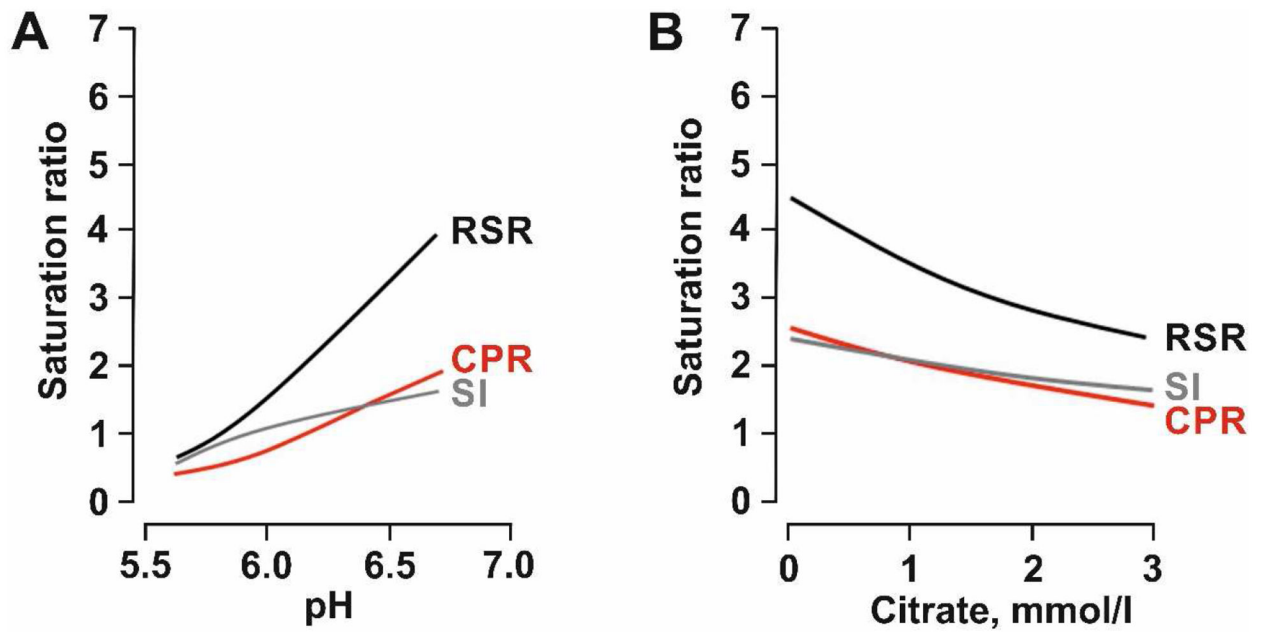 A
7
6
5
4
3
2
1
0
Saturation ratio
RSR
CPR
SI
5.5 6.0 6.5 7.0
pH
B
7
6
5
4
3
2
1
0
Saturation ratio
RSR
SI
CPR
0 1 2 3
Citrate, mmol/l